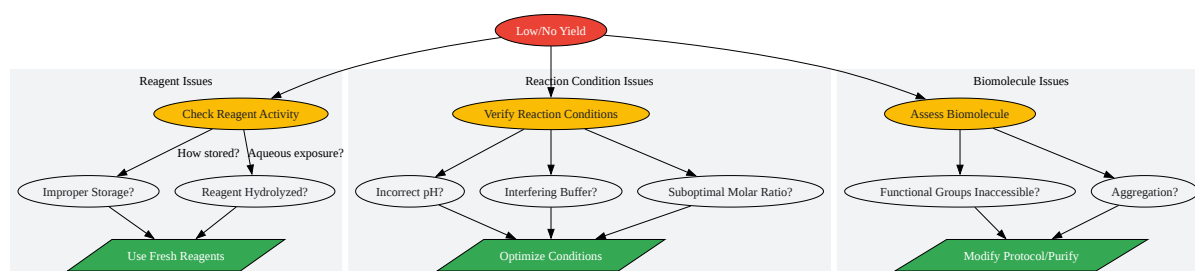 Low/No Yield
Reagent Issues
Reaction Condition Issues
Biomolecule Issues
Check Reagent Activity
Verify Reaction Conditions
Assess Biomolecule
How stored?
Aqueous exposure?
Improper Storage?
Reagent Hydrolyzed?
Incorrect pH?
Interfering Buffer?
Suboptimal Molar Ratio?
Functional Groups Inaccessible?
Aggregation?
Use Fresh Reagents
Optimize Conditions
Modify Protocol/Purify